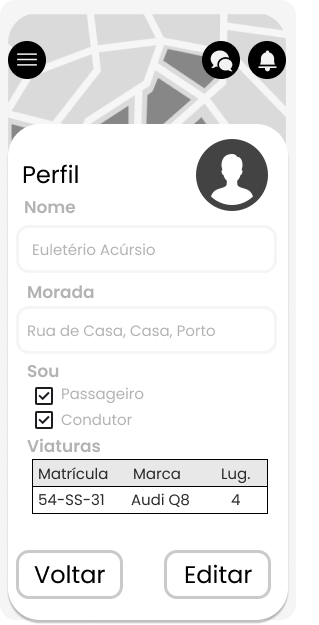 Perfil
Nome
Euletério Acúrsio
Morada
Rua de Casa, Casa, Porto
Sou
Passageiro
Condutor
Viaturas
Matrícula Marca Lug.
54-SS-31 Audi Q8 4
Voltar Editar